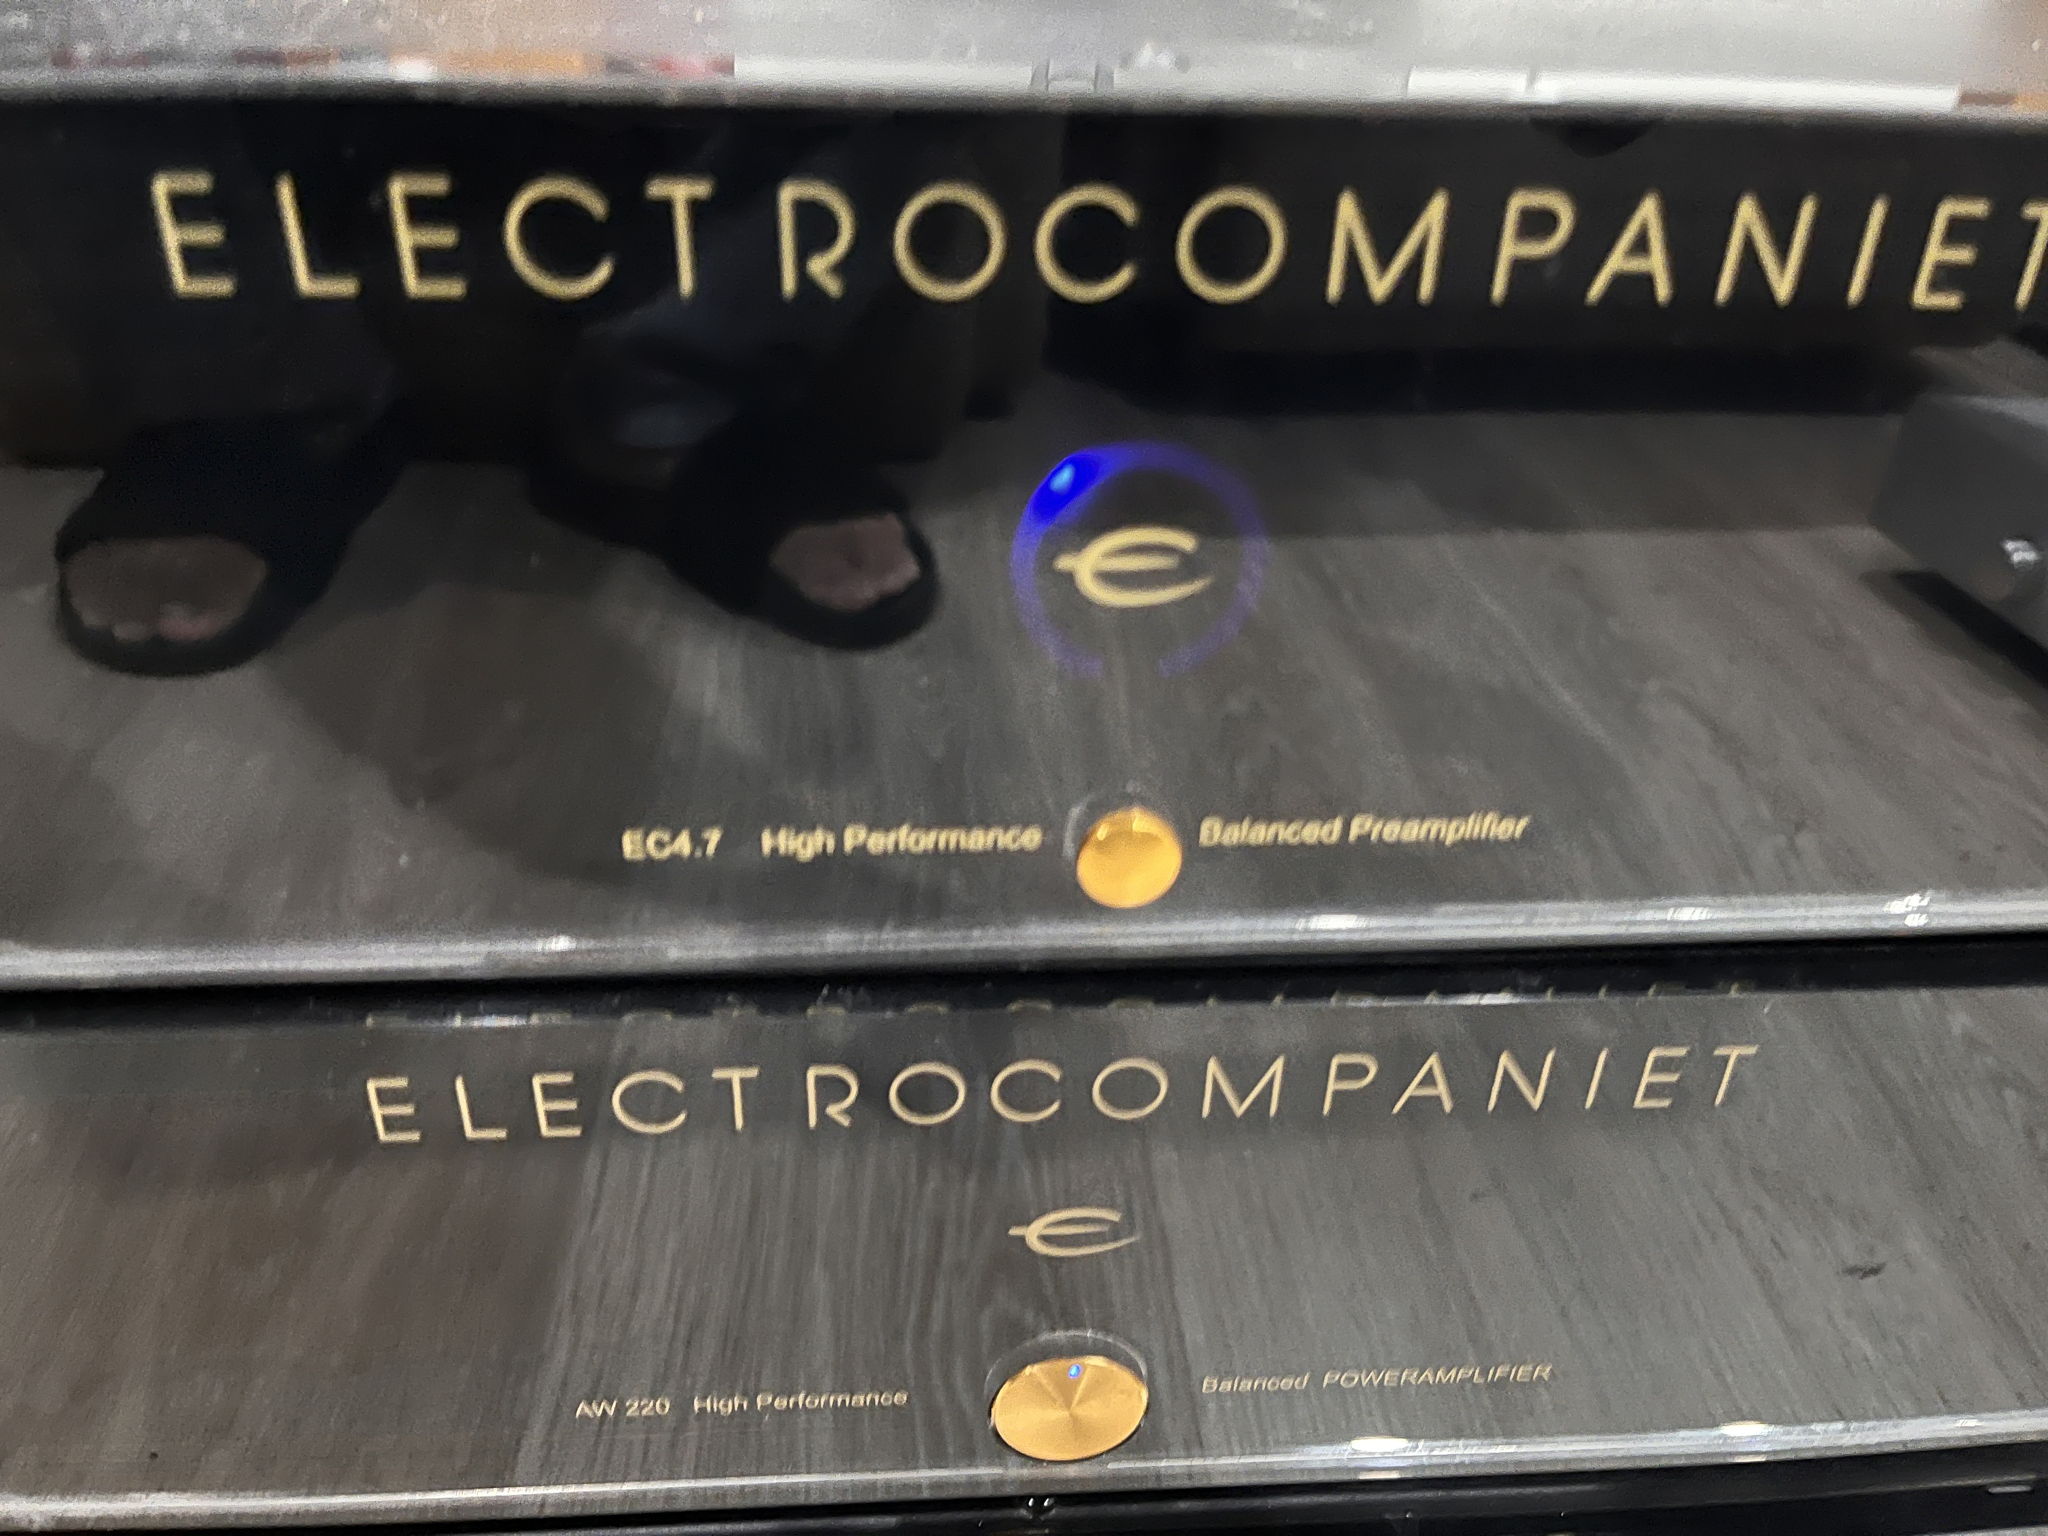 ELECTROCOMPANIET
EC4.7 High Performance Balanced Preamplifier
ELECTROCOMPANIET
AW 220 High Performance Balanced POWERAMPLIFIER